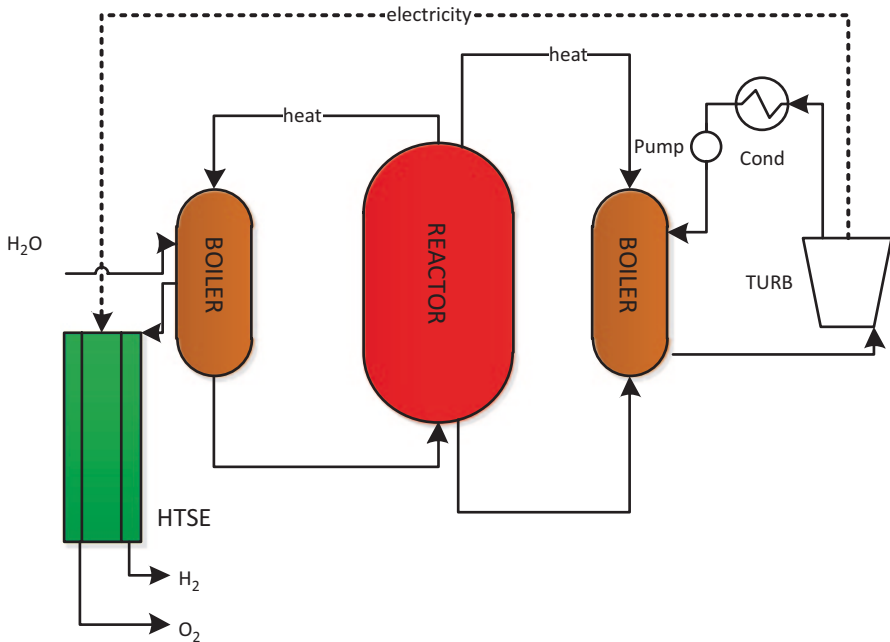 electricity
heat
heat
Pump
Cond
H₂O
BOILER
REACTOR
BOILER
TURB
HTSE
H₂
O₂